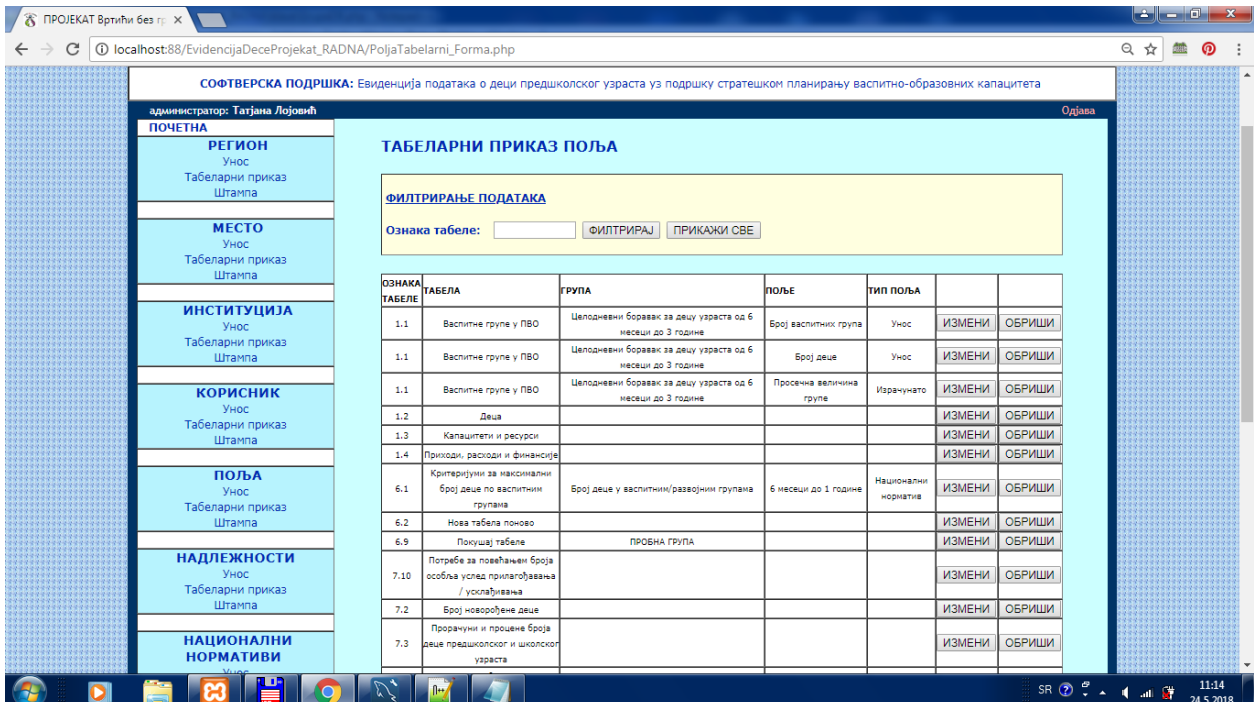 ПРОЈЕКАТ Вртићи без гр
localhost:88/EvidencijaDeceProjekat_RADNA/PoljaTabelarni_Forma.php
СОФТВЕРСКА ПОДРШКА: Евиденција података о деци предшколског узраста уз подршку стратешком планирању васпитно-образовних капацитета
администратор: Татјана Лојовић Одјава
ПОЧЕТНА
РЕГИОН
Унос
Табеларни приказ
Штампа
МЕСТО
Унос
Табеларни приказ
Штампа
ИНСТИТУЦИЈА
Унос
Табеларни приказ
Штампа
КОРИСНИК
Унос
Табеларни приказ
Штампа
ПОЉА
Унос
Табеларни приказ
Штампа
НАДЛЕЖНОСТИ
Унос
Табеларни приказ
Штампа
НАЦИОНАЛНИ
НОРМАТИВИ
Унос
ТАБЕЛАРНИ ПРИКАЗ ПОЉА
ФИЛТРИРАЊЕ ПОДАТАКА
Ознака табеле: ФИЛТРИРАЈ ПРИКАЖИ СВЕ
ОЗНАКА
ТАБЕЛЕ ТАБЕЛА ГРУПА ПОЉЕ ТИП ПОЉА
1.1 Васпитне групе у ПВО Целодневни боравак за децу узраста од 6
месеци до 3 године Број васпитних група Унос ИЗМЕНИ ОБРИШИ
1.1 Васпитне групе у ПВО Целодневни боравак за децу узраста од 6
месеци до 3 године Број деце Унос ИЗМЕНИ ОБРИШИ
1.1 Васпитне групе у ПВО Целодневни боравак за децу узраста од 6
месеци до 3 године Просечна величина
групе Израчунато ИЗМЕНИ ОБРИШИ
1.2 Деца ИЗМЕНИ ОБРИШИ
1.3 Капацитети и ресурси ИЗМЕНИ ОБРИШИ
1.4 Приходи, расходи и финансије ИЗМЕНИ ОБРИШИ
6.1 Критеријуми за максимални
број деце по васпитним
групама Број деце у васпитним/развојним групама 6 месеци до 1 године Национални
норматив ИЗМЕНИ ОБРИШИ
6.2 Нова табела поново ИЗМЕНИ ОБРИШИ
6.9 Покушај табеле ПРОБНА ГРУПА ИЗМЕНИ ОБРИШИ
7.10 Потребе за повећањем броја
особља услед прилагођавања
/ усклађивања ИЗМЕНИ ОБРИШИ
7.2 Број новорођене деце ИЗМЕНИ ОБРИШИ
7.3 Прорачуни и процене броја
деце предшколског и школског
узраста ИЗМЕНИ ОБРИШИ
SR 11:14
24.5.2018